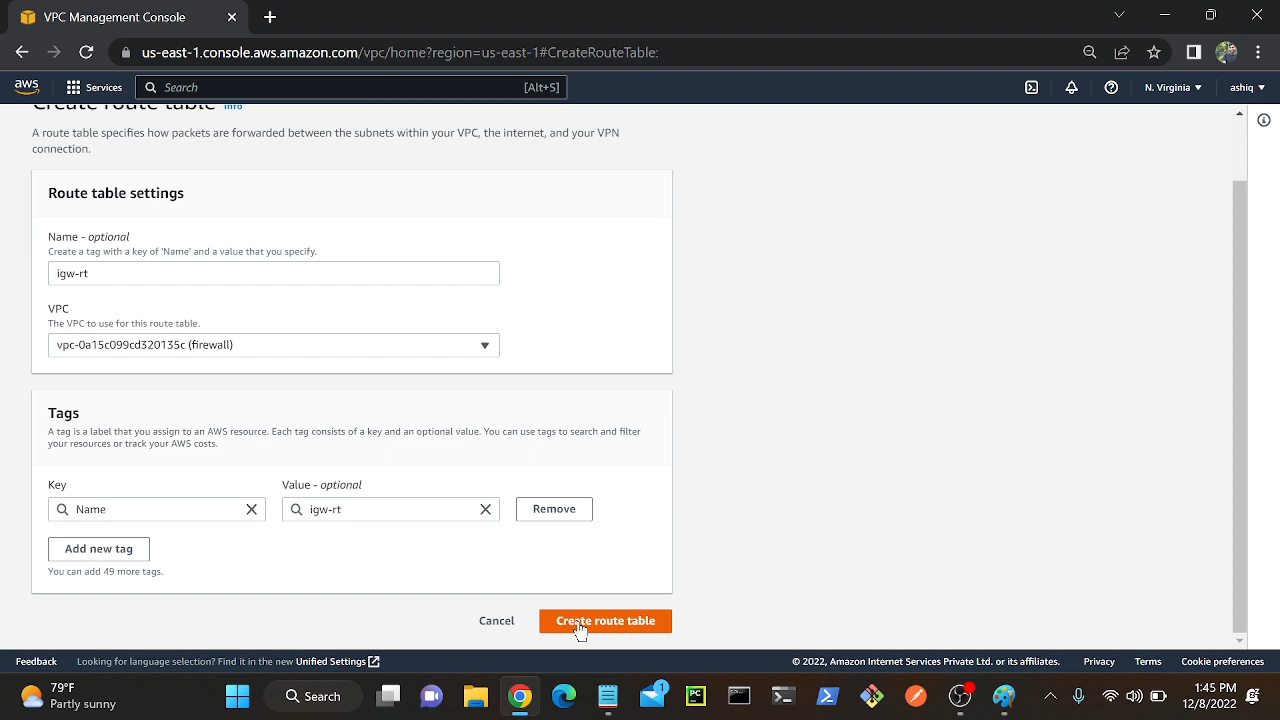 VPC Management Console
us-east-1.console.aws.amazon.com/vpc/home?region=us-east-1#CreateRouteTable:
aws
Services
Search
[Alt+S]
N. Virginia
ashiq
Create route table Info
A route table specifies how packets are forwarded between the subnets within your VPC, the internet, and your VPN
connection.
Route table settings
Name - optional
Create a tag with a key of 'Name' and a value that you specify.
igw-rt
VPC
The VPC to use for this route table.
vpc-0a15c099cd320135c (firewall)
Tags
A tag is a label that you assign to an AWS resource. Each tag consists of a key and an optional value. You can use tags to search and filter
your resources or track your AWS costs.
Key
Value - optional
Name
igw-rt
Remove
Add new tag
You can add 49 more tags.
Cancel
Create route table
Feedback
Looking for language selection? Find it in the new Unified Settings
© 2022, Amazon Internet Services Private Ltd. or its affiliates.
Privacy
Terms
Cookie preferences
79°F
Partly sunny
Search
1
PC
1:45 PM
12/8/2022